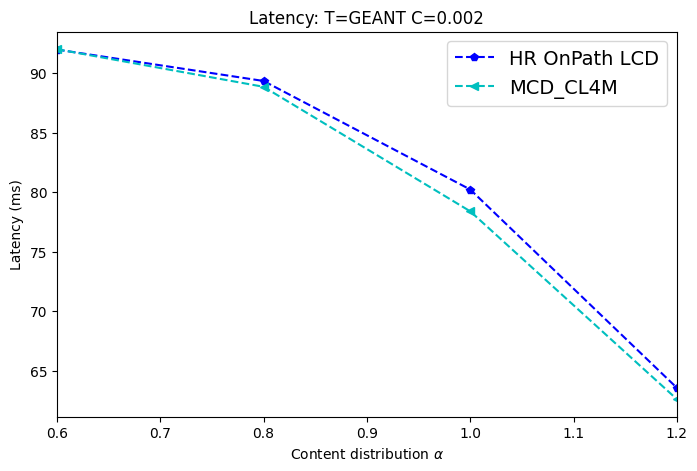 Latency: T=GEANT C=0.002
HR OnPath LCD
MCD_CL4M
Latency (ms)
90
85
80
75
70
65
0.6 0.7 0.8 0.9 1.0 1.1 1.2
Content distribution α